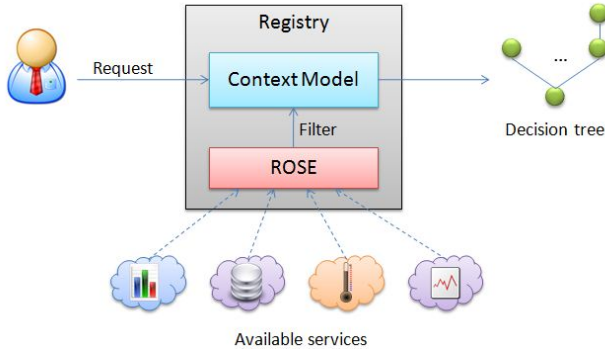 Registry
Request
Context Model
...
Filter
Decision tree
ROSE
Available services